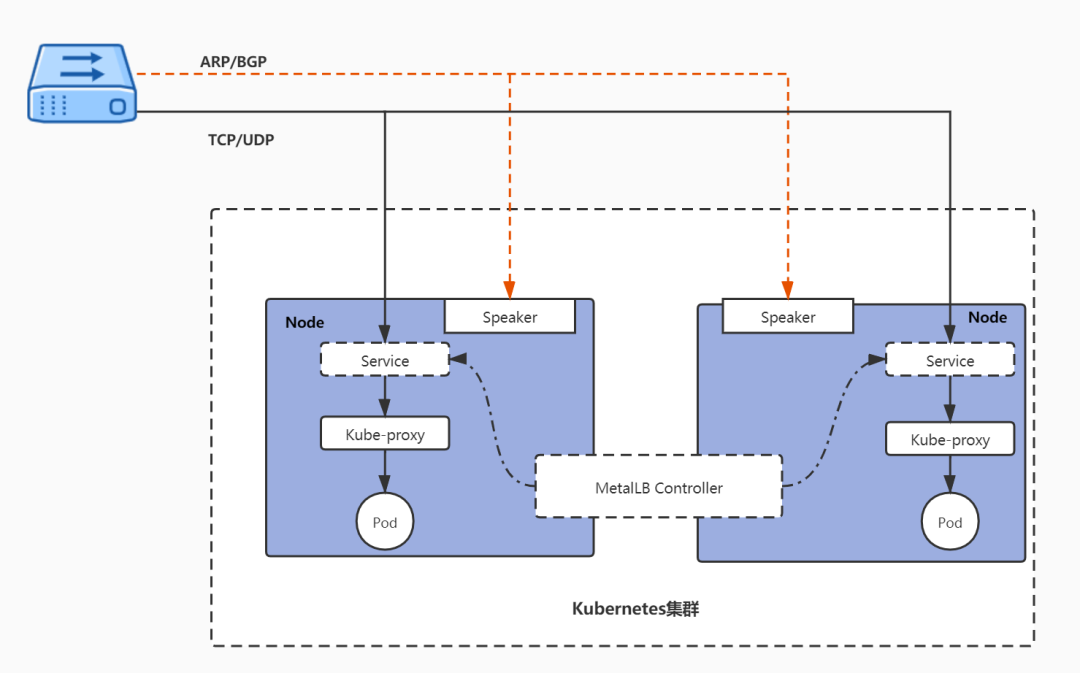 ARP/BGP
TCP/UDP
Node
Speaker
Service
Kube-proxy
Pod
Speaker
Node
Service
Kube-proxy
Pod
MetalLB Controller
Kubernetes集群